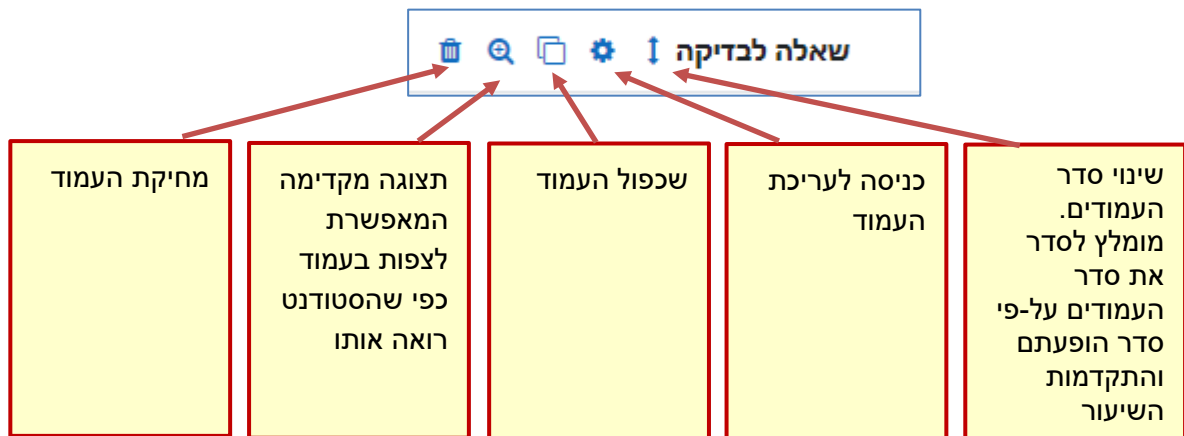 שאלה לבדיקה
שינוי סדר
העמודים.
מומלץ לסדר
את סדר
העמודים על-פי
סדר הופעתם
והתקדמות
השיעור
כניסה לעריכת
העמוד
שכפול העמוד
תצוגה מקדימה
המאפשרת
לצפות בעמוד
כפי שהסטודנט
רואה אותו
מחיקת העמוד